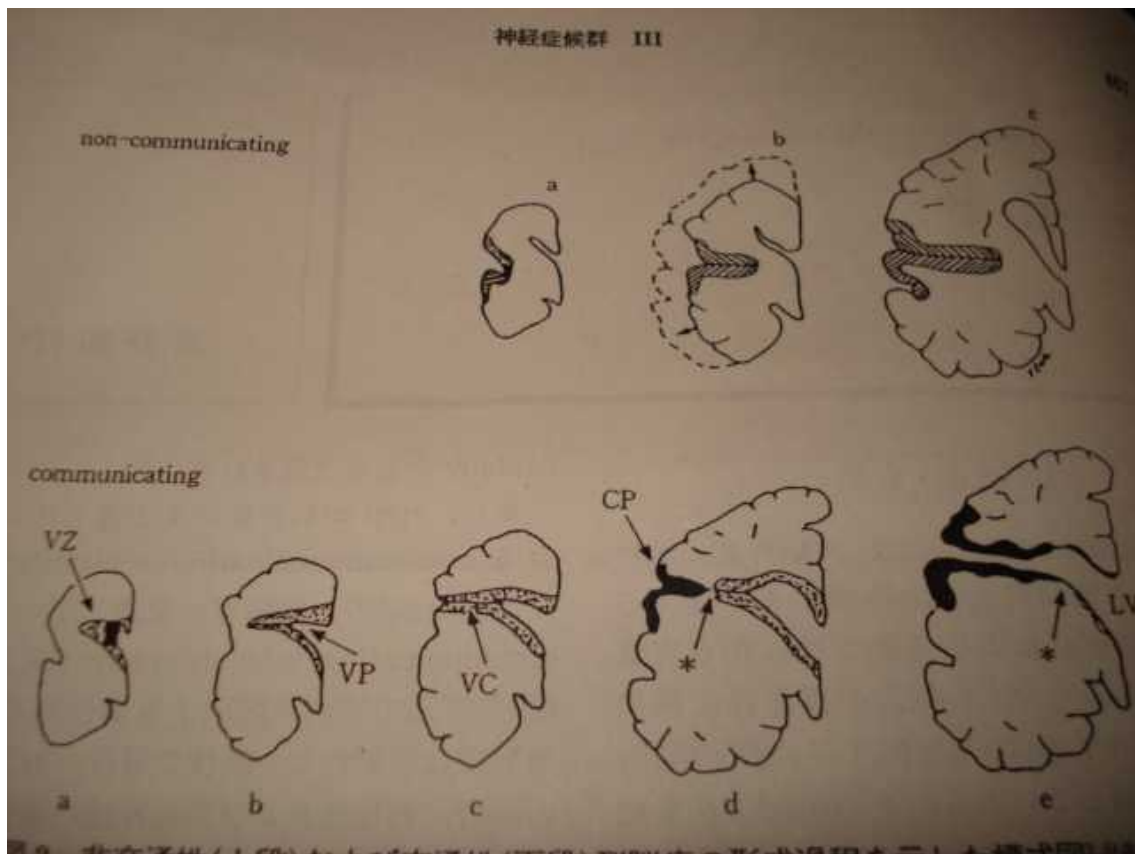 神経症候群 III
non-communicating
a
b
c
communicating
VZ
VP
VC
CP
*
LV
*
a
b
c
d
e